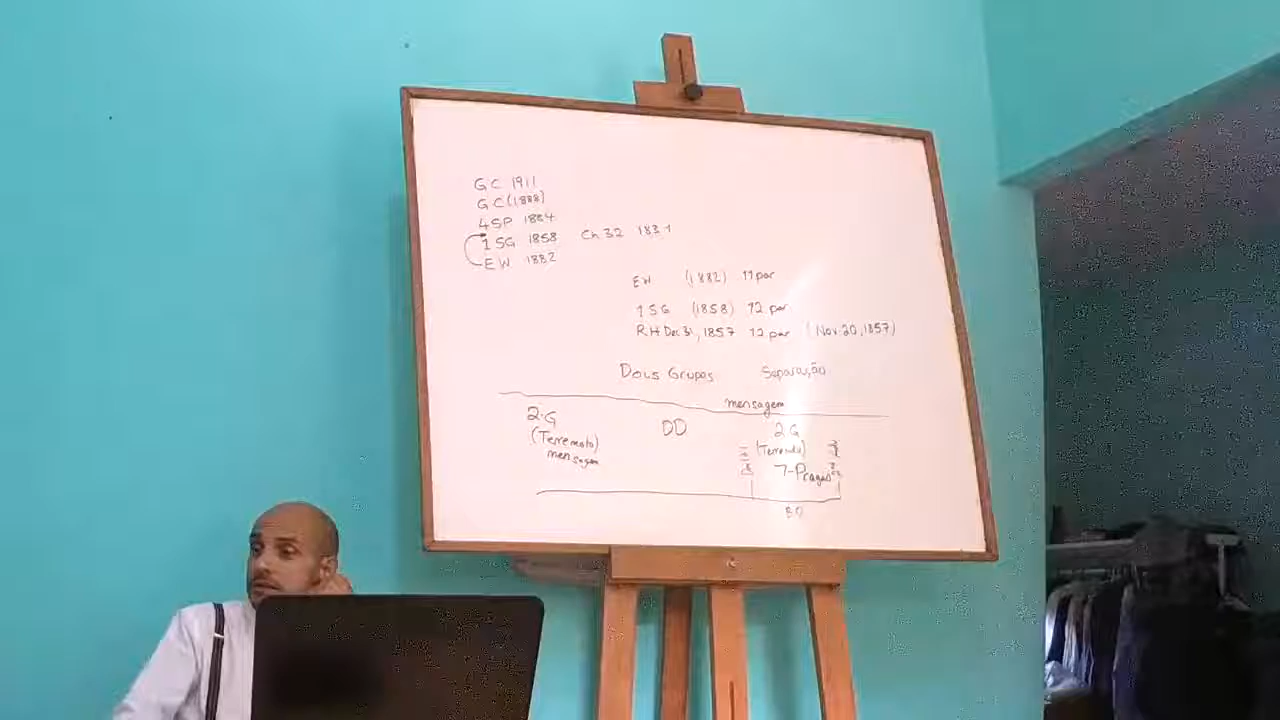 GC 1911
GC (1888)
4SP 1884
1SG 1858 Ch 32 1831
EW 1882
EW (1882) 11 par
1SG (1858) 12 par
RH Dec 31, 1857 12 par (Nov. 20, 1857)
Dois Grupos Separação
mensagem
2.G DD 2G
(Terremoto)
mensagem
7-Pragas